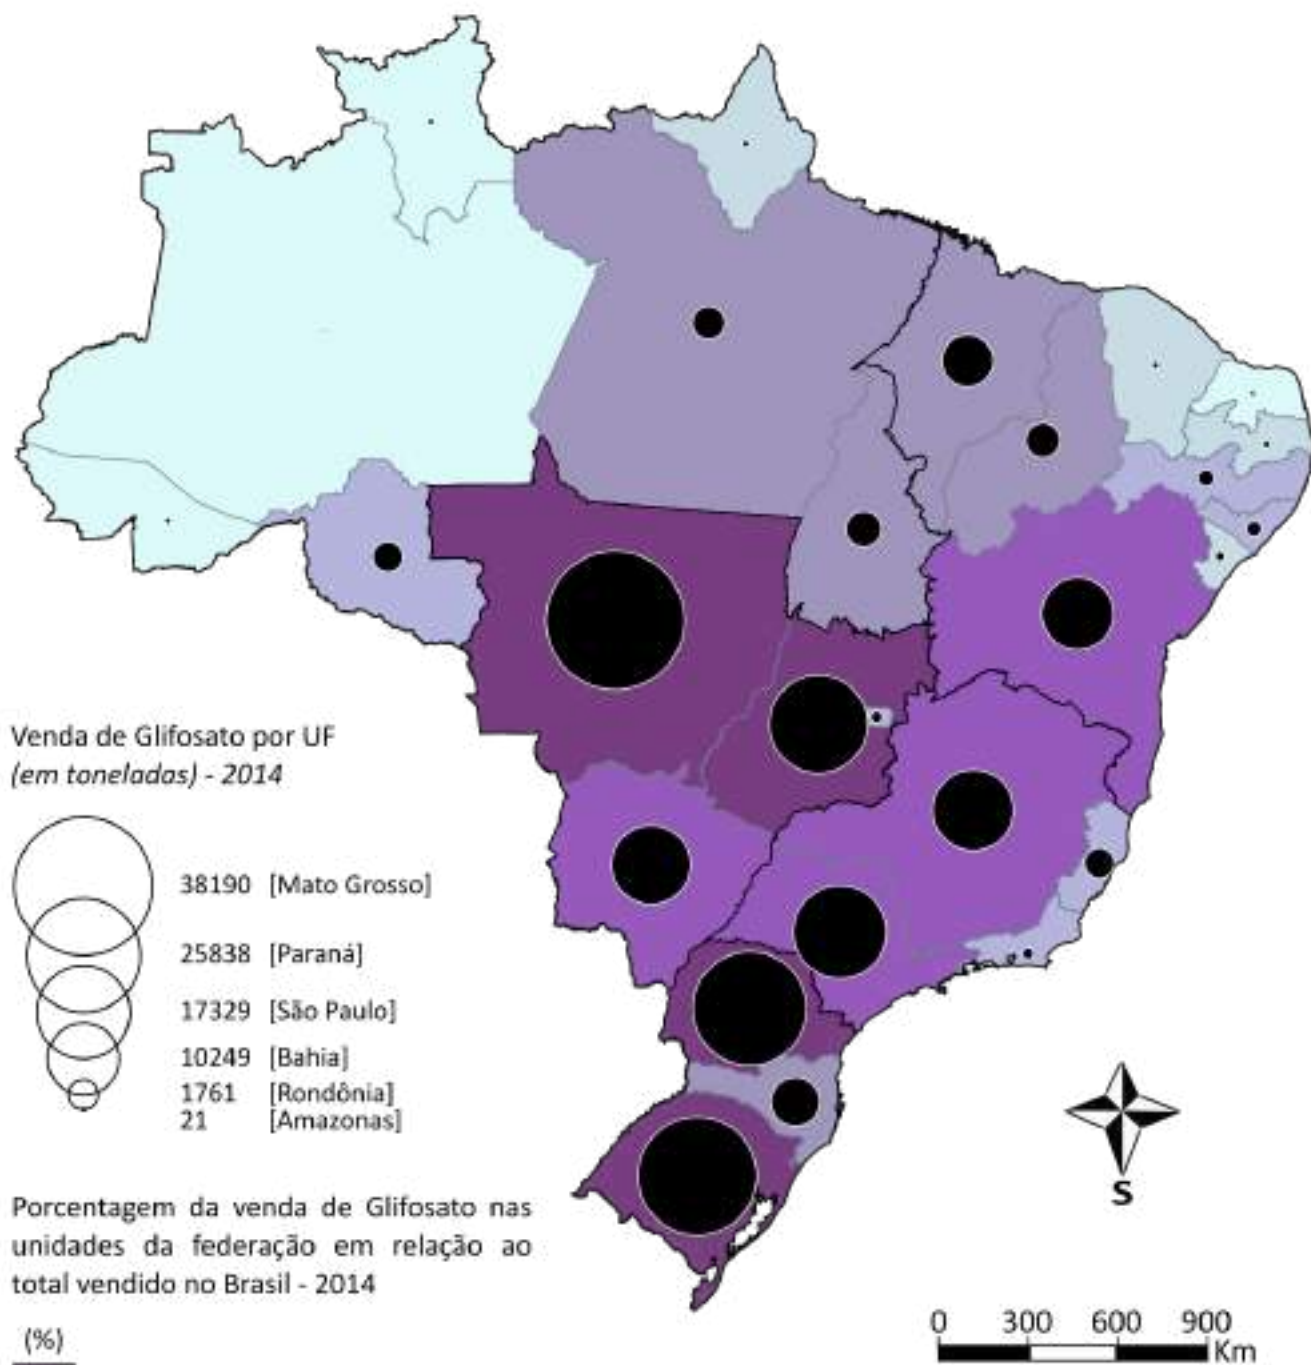 Venda de Glifosato por UF
(em toneladas) - 2014
38190 [Mato Grosso]
25838 [Paraná]
17329 [São Paulo]
10249 [Bahia]
1761 [Rondônia]
21 [Amazonas]
Porcentagem da venda de Glifosato nas
unidades da federação em relação ao
total vendido no Brasil - 2014
(%)
S
0 300 600 900
Km